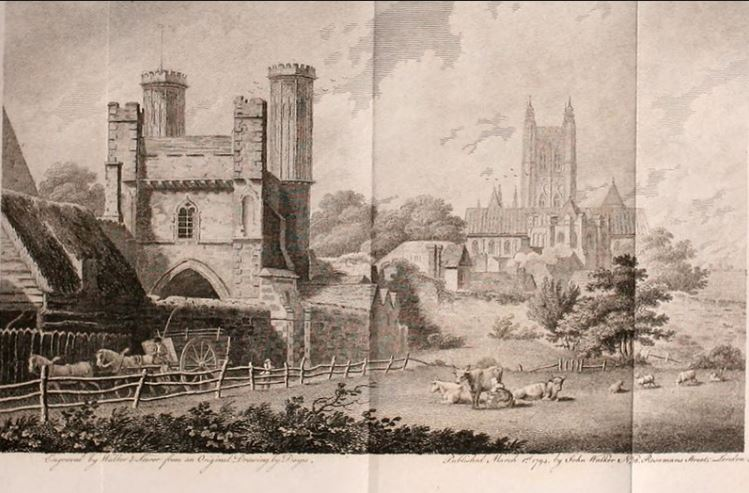 Engraved by Walker & Storer from an Original Drawing by Dayes.
Published March 1st 1794, by John Walker No. 16, Rosomans Street, London